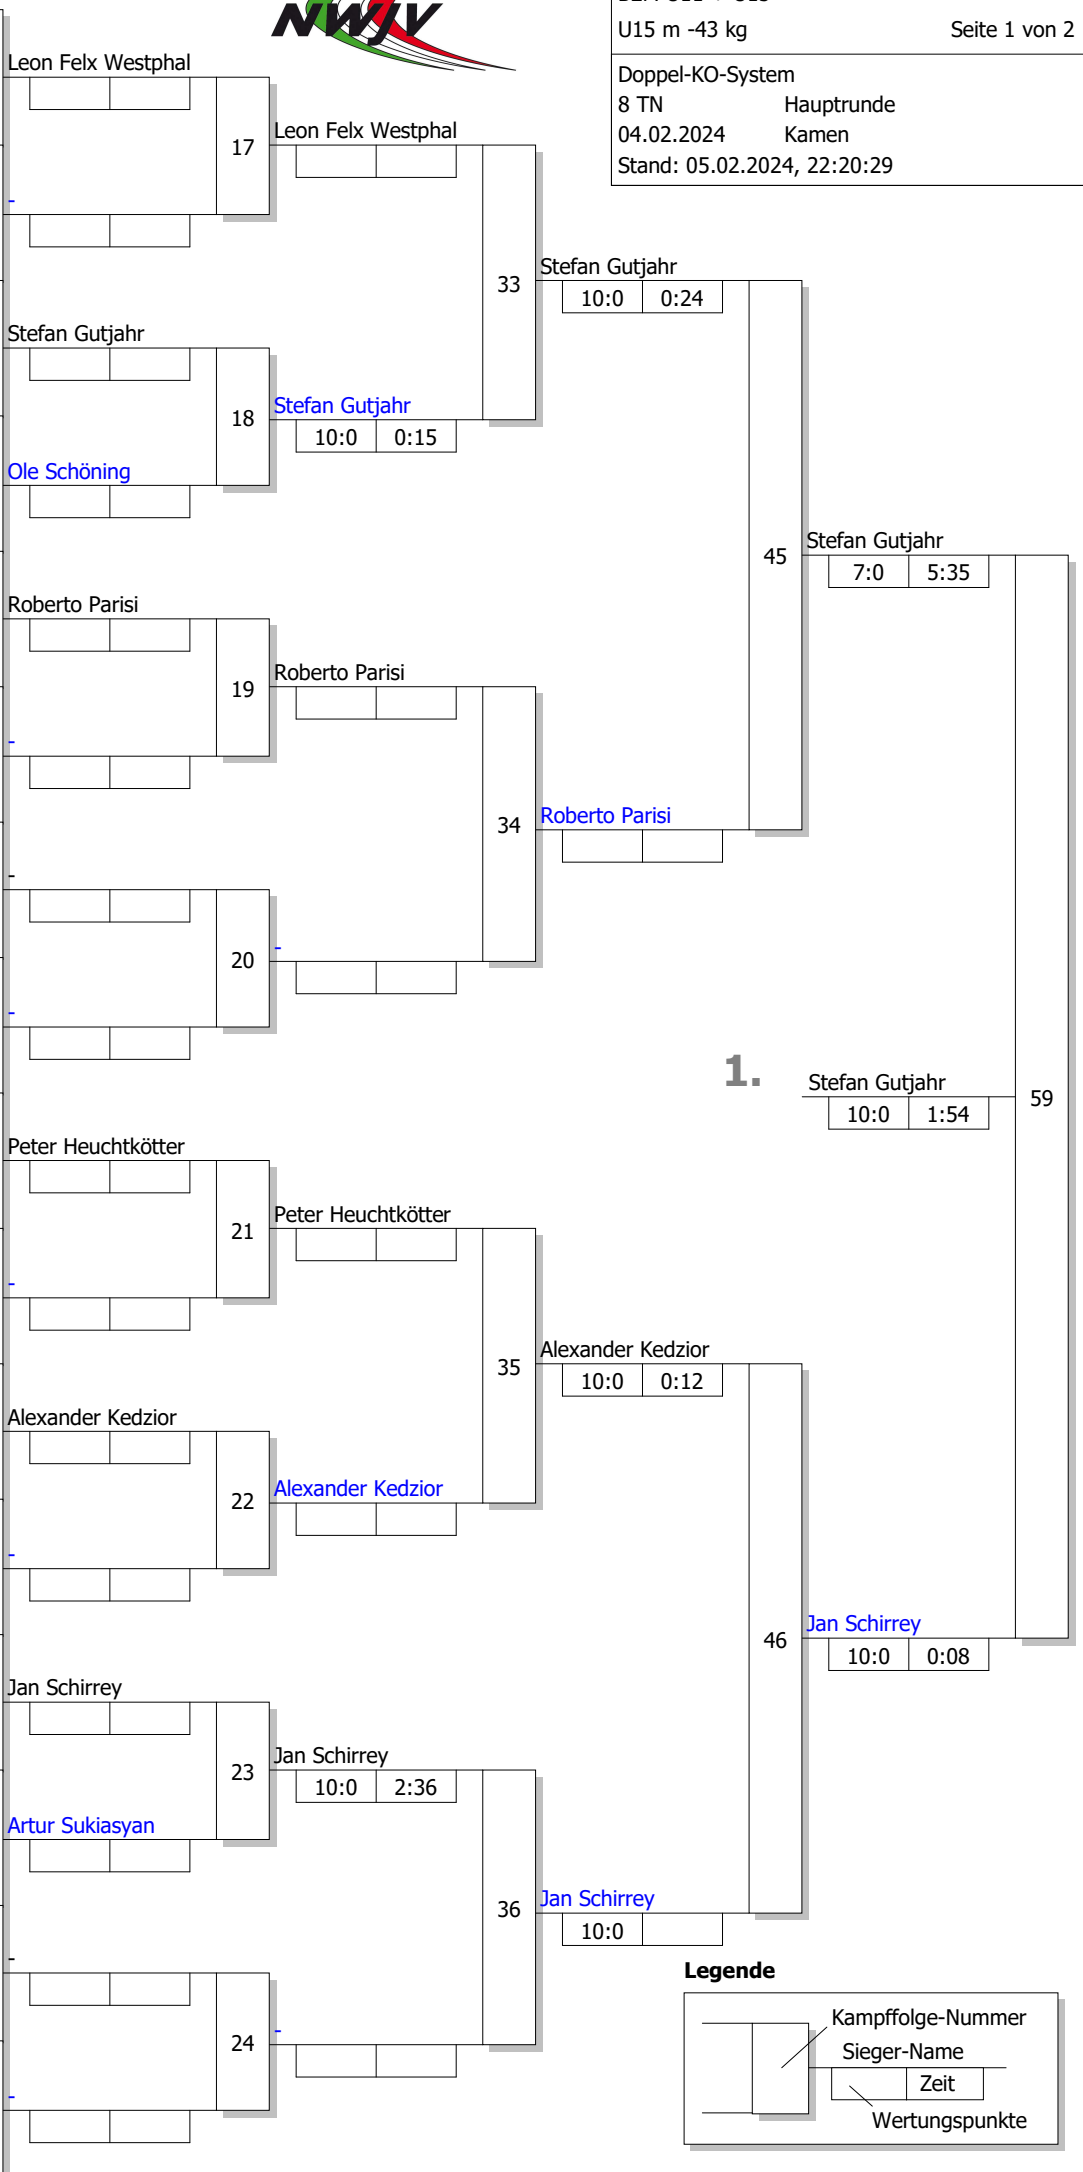 NWJV
U15 m -43 kg Seite 1 von 2
Doppel-KO-System
8 TN Hauptrunde
04.02.2024 Kamen
Stand: 05.02.2024, 22:20:29
Leon Felx Westphal
17
-
Leon Felx Westphal
33
Stefan Gutjahr
10:0 0:24
Stefan Gutjahr
18
Stefan Gutjahr
10:0 0:15
Ole Schöning
45
Stefan Gutjahr
7:0 5:35
Roberto Parisi
19
Roberto Parisi
-
34
Roberto Parisi
-
20
-
-
1.
Stefan Gutjahr
10:0 1:54
59
Peter Heuchtkötter
21
Peter Heuchtkötter
-
35
Alexander Kedzior
10:0 0:12
Alexander Kedzior
22
Alexander Kedzior
-
46
Jan Schirrey
10:0 0:08
Jan Schirrey
23
Jan Schirrey
10:0 2:36
Artur Sukiasyan
36
Jan Schirrey
10:0
-
24
-
-
Legende
Kampffolge-Nummer
Sieger-Name
Zeit
Wertungspunkte